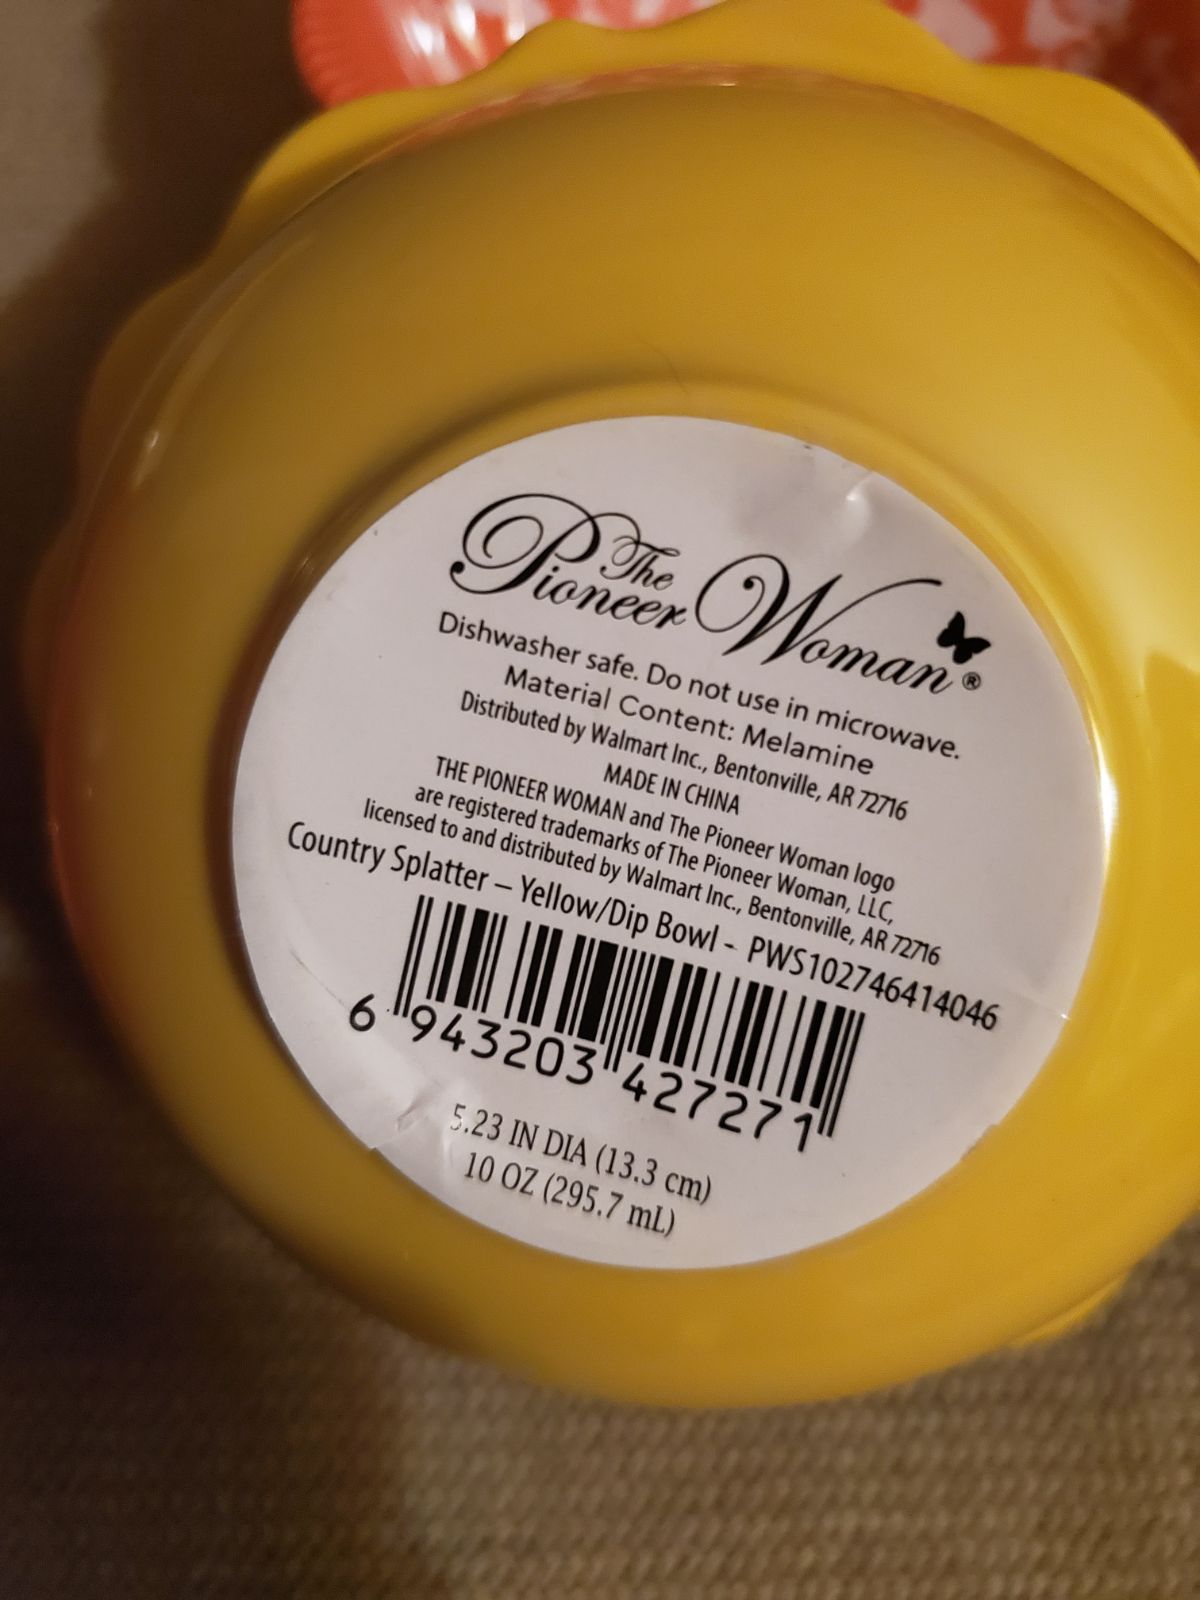 The Pioneer Woman®
Dishwasher safe. Do not use in microwave.
Material Content: Melamine
Distributed by Walmart Inc., Bentonville, AR 72716
MADE IN CHINA
THE PIONEER WOMAN and The Pioneer Woman logo
are registered trademarks of The Pioneer Woman, LLC,
licensed to and distributed by Walmart Inc., Bentonville, AR 72716
Country Splatter – Yellow/Dip Bowl - PWS102746414046
6 943203 427271
5.23 IN DIA (13.3 cm)
10 OZ (295.7 mL)